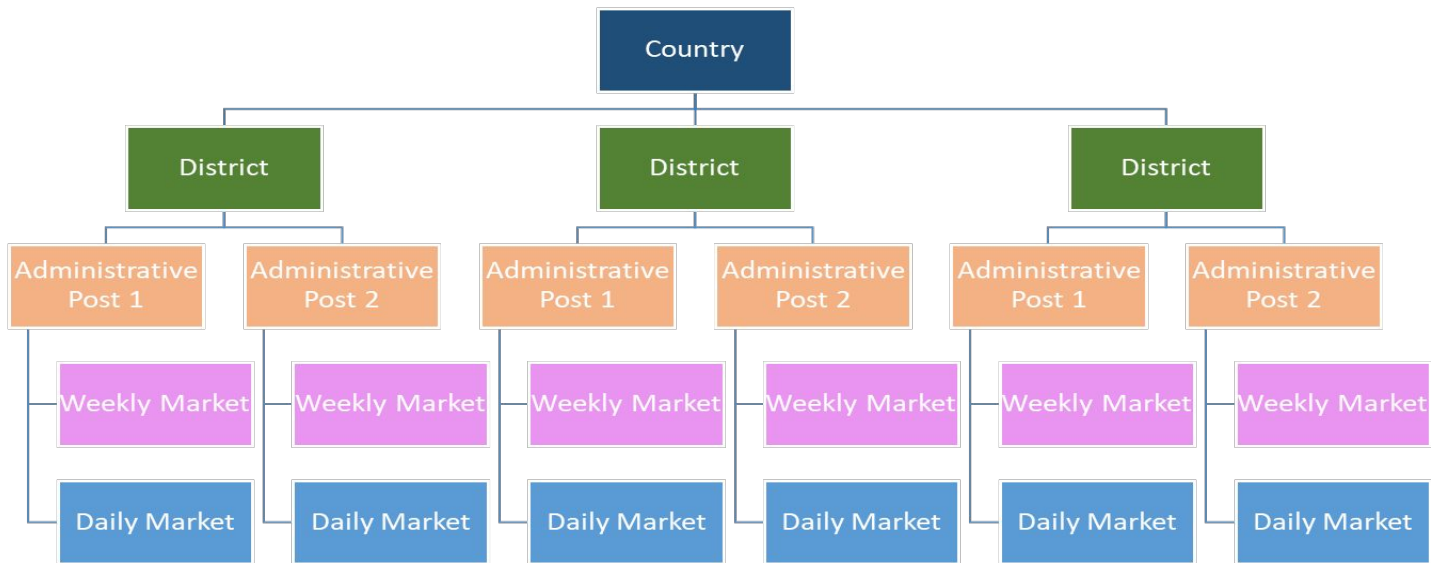 Country
District
District
District
Administrative
Post 1
Administrative
Post 2
Administrative
Post 1
Administrative
Post 2
Administrative
Post 1
Administrative
Post 2
Weekly Market
Weekly Market
Weekly Market
Weekly Market
Weekly Market
Weekly Market
Daily Market
Daily Market
Daily Market
Daily Market
Daily Market
Daily Market